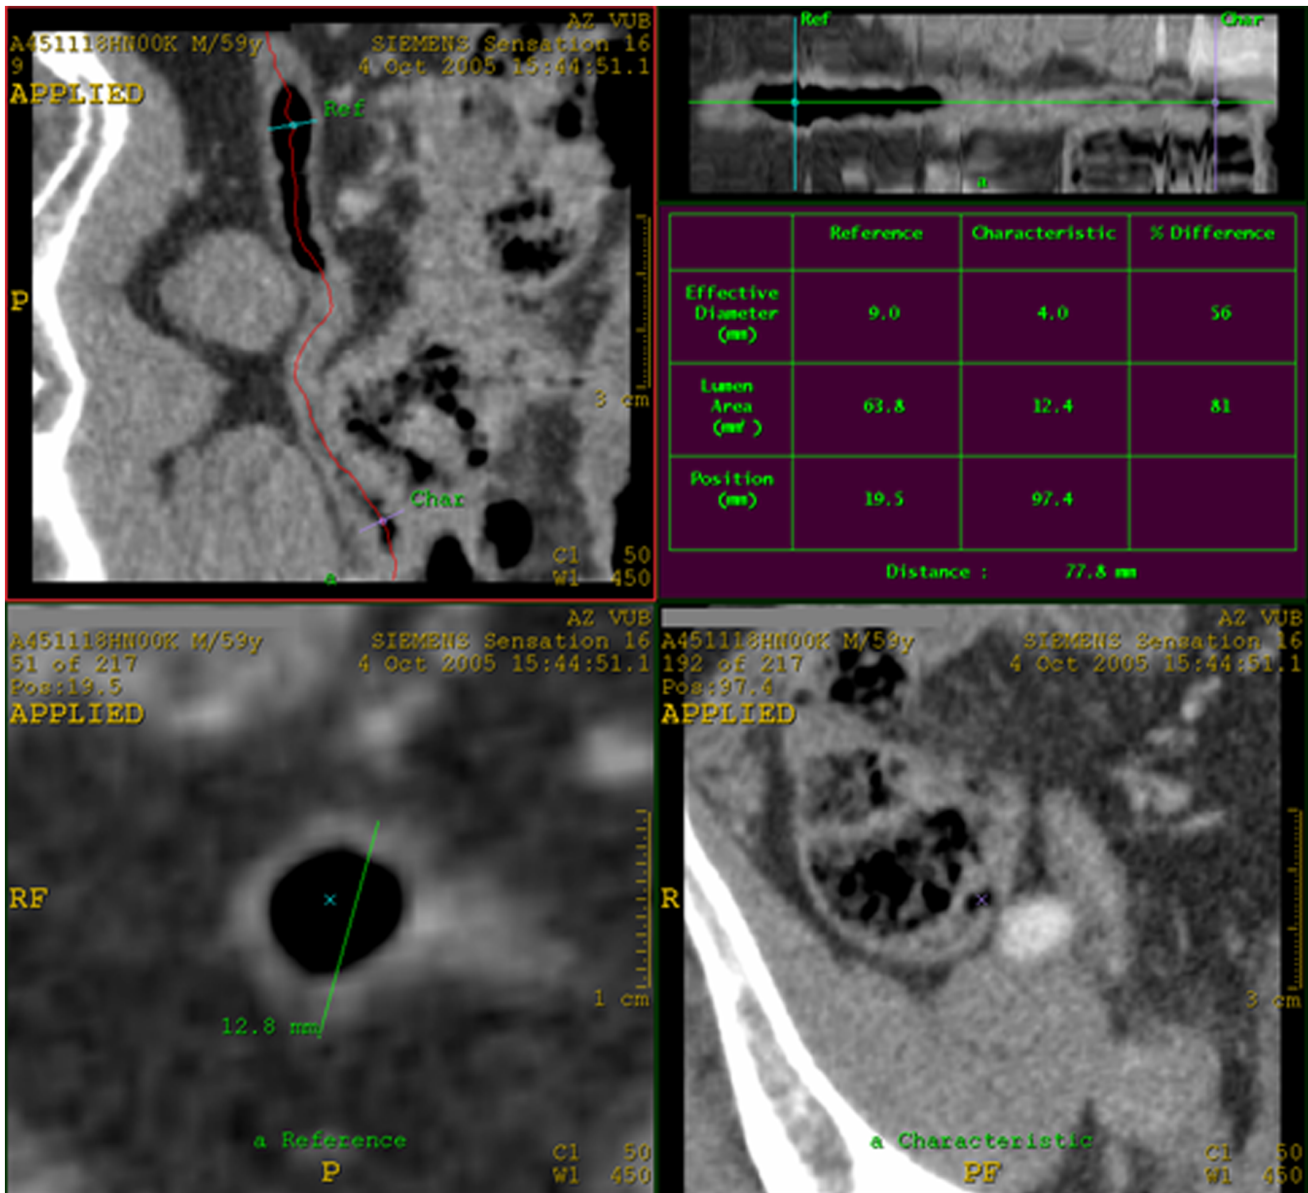 AZ VUB
A451118HN00K M/59y SIEMENS Sensation 16
9 4 Oct 2005 15:44:51.1
APPLIED
Ref
P
3 cm
Char
C1 50
a W1 450
Ref Char
a
Reference Characteristic % Difference
Effective
Diameter 9.0 4.0 56
(mm)
Lumen
Area 63.8 12.4 81
(mm²)
Position
(mm) 19.5 97.4
Distance : 77.8 mm
AZ VUB
A451118HN00K M/59y SIEMENS Sensation 16
51 of 217 4 Oct 2005 15:44:51.1
Pos:19.5
APPLIED
RF
1 cm
12.8 mm
a Reference
C1 50
P W1 450
AZ VUB
A451118HN00K M/59y SIEMENS Sensation 16
192 of 217 4 Oct 2005 15:44:51.1
Pos:97.4
APPLIED
R
3 cm
a Characteristic
C1 50
PF W1 450